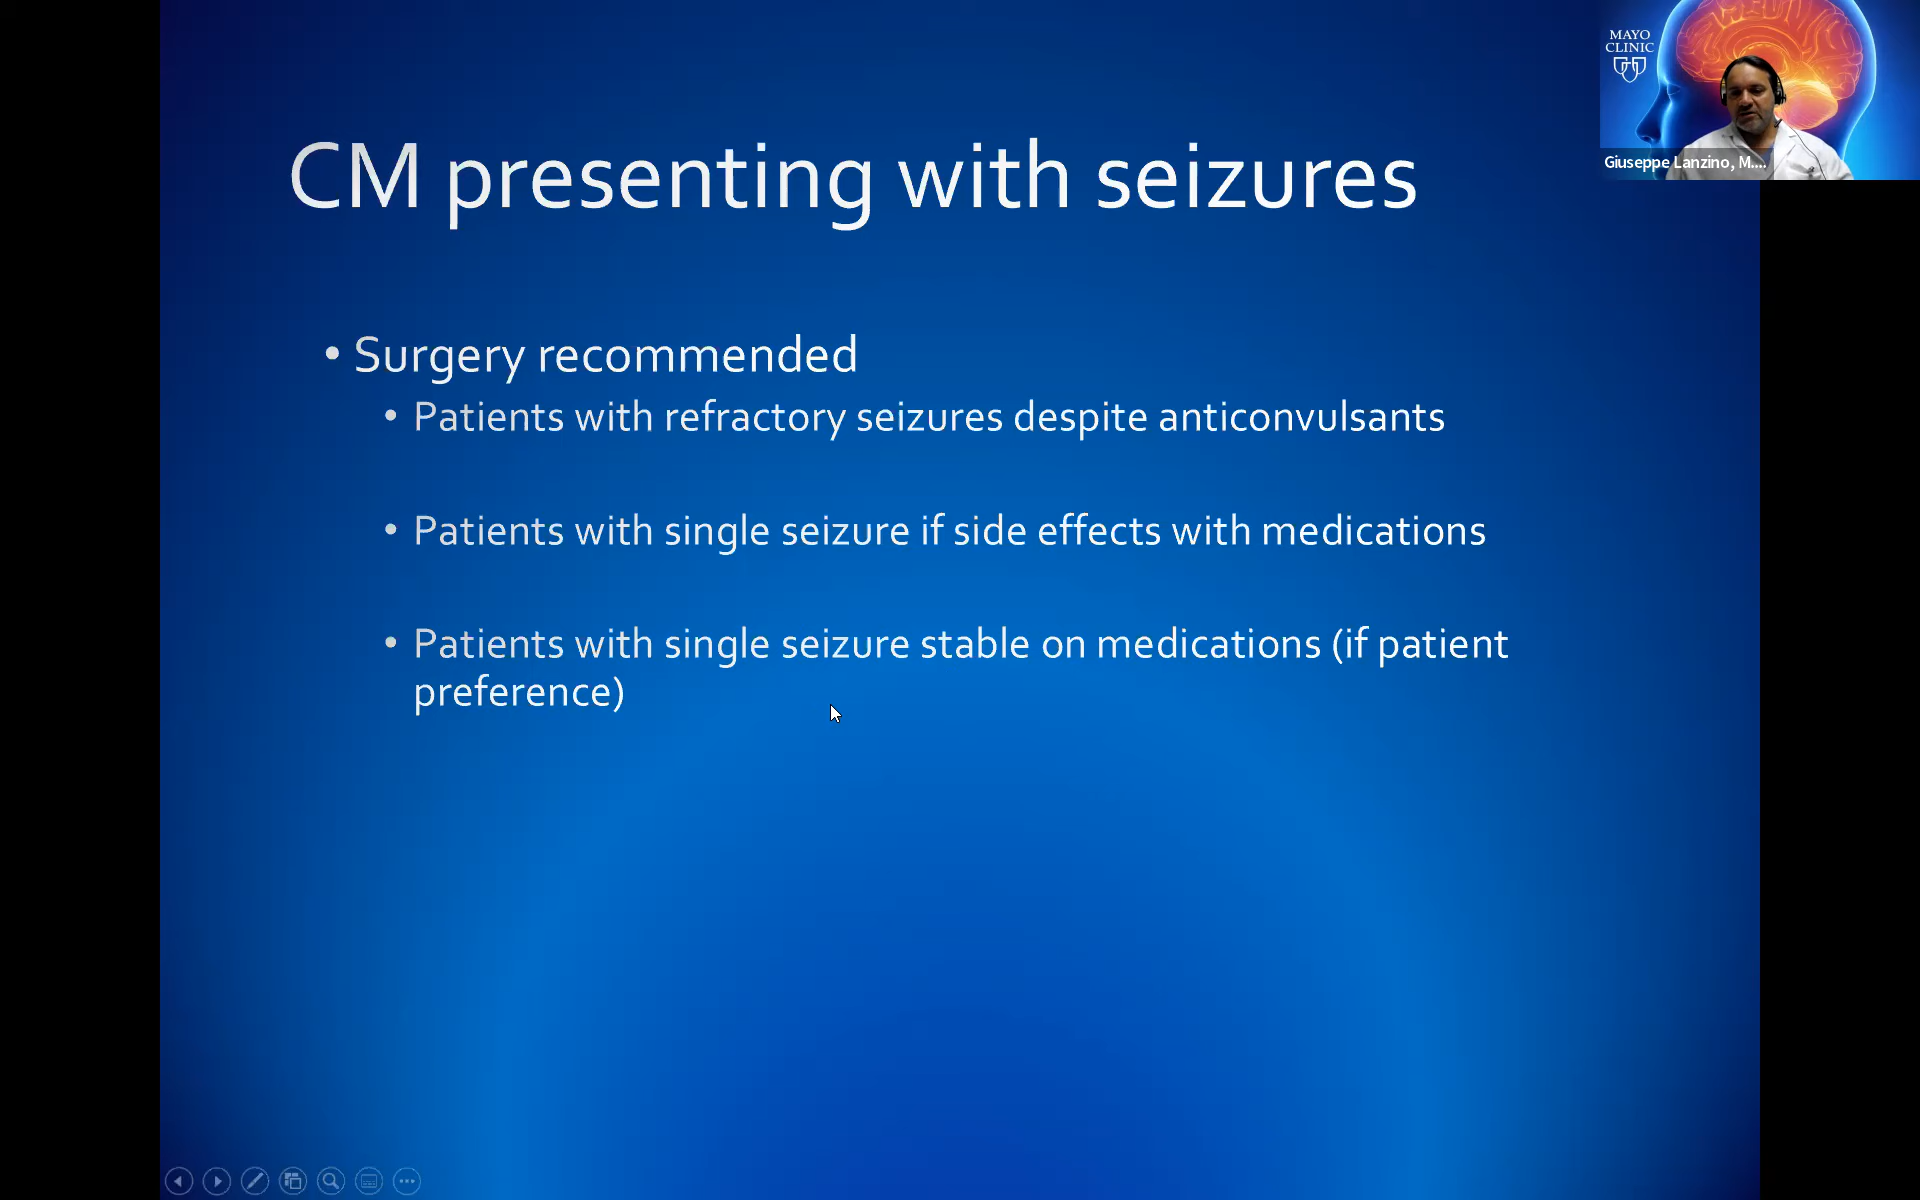 MAYO
CLINIC
Giuseppe Lanzino, M....
CM presenting with seizures
• Surgery recommended
• Patients with refractory seizures despite anticonvulsants
• Patients with single seizure if side effects with medications
• Patients with single seizure stable on medications (if patient
preference)